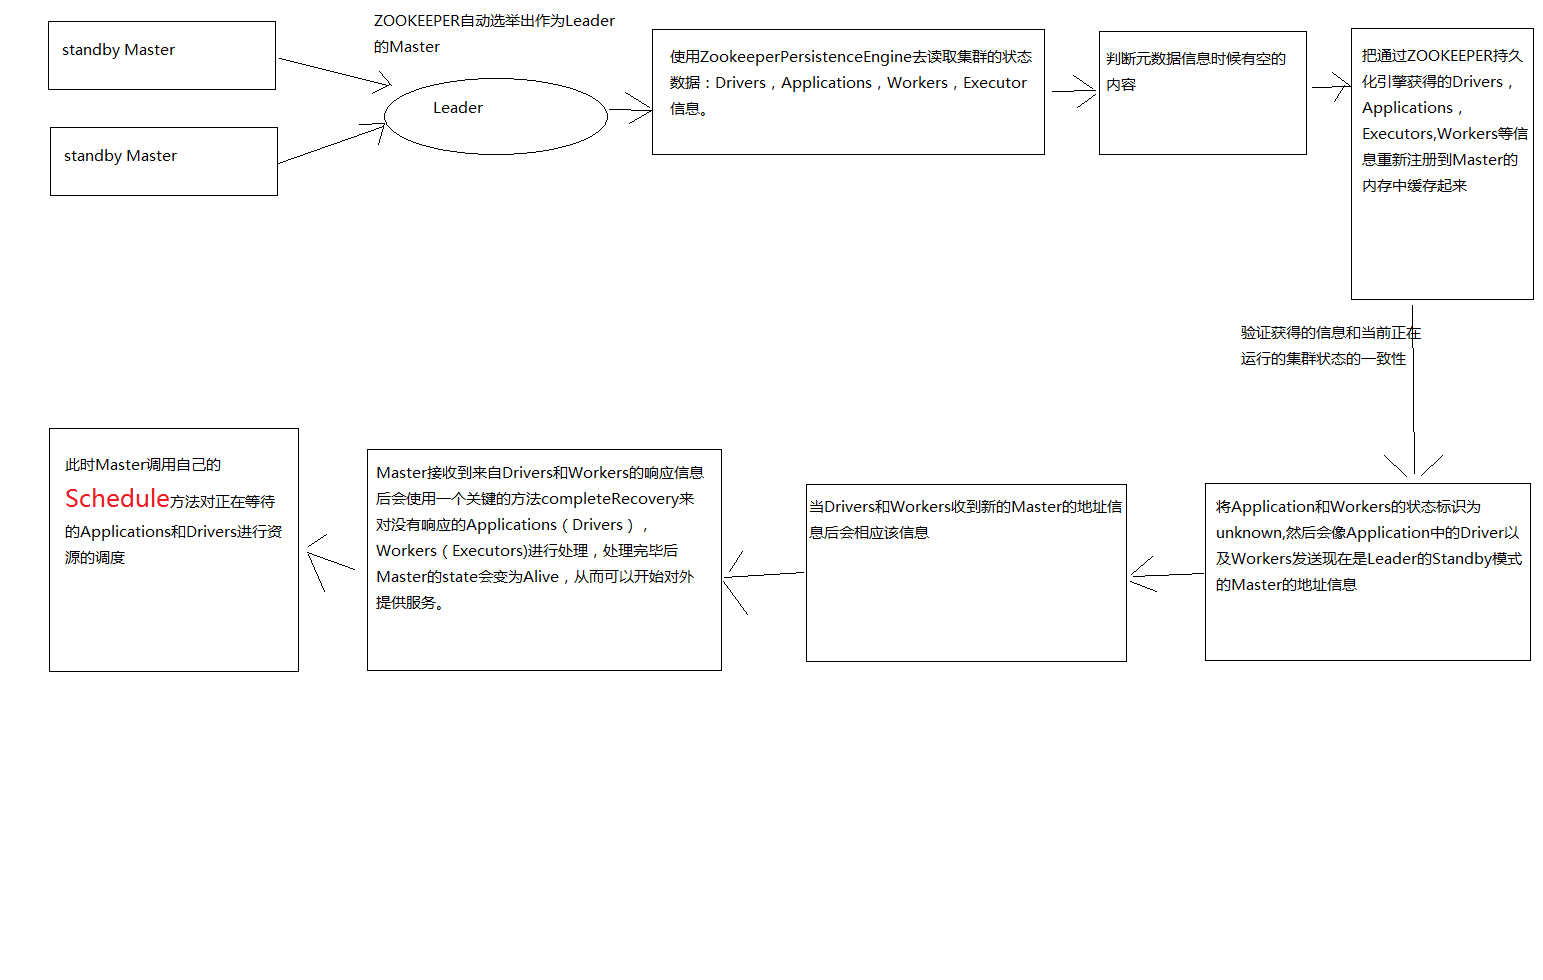 standby Master
standby Master
ZOOKEEPER自动选举出作为Leader
的Master
Leader
使用ZookeeperPersistenceEngine去读取集群的状态
数据：Drivers，Applications，Workers，Executor
信息。
判断元数据信息时候有空的
内容
把通过ZOOKEEPER持久
化引擎获得的Drivers，
Applications，
Executors,Workers等信
息重新注册到Master的
内存中缓存起来
验证获得的信息和当前正在
运行的集群状态的一致性
将Application和Workers的状态标识为
unknown,然后会像Application中的Driver以
及Workers发送现在是Leader的Standby模式
的Master的地址信息
当Drivers和Workers收到新的Master的地址信
息后会相应该信息
Master接收到来自Drivers和Workers的响应信息
后会使用一个关键的方法completeRecovery来
对没有响应的Applications（Drivers），
Workers（Executors)进行处理，处理完毕后
Master的state会变为Alive，从而可以开始对外
提供服务。
此时Master调用自己的
Schedule方法对正在等待
的Applications和Drivers进行资
源的调度